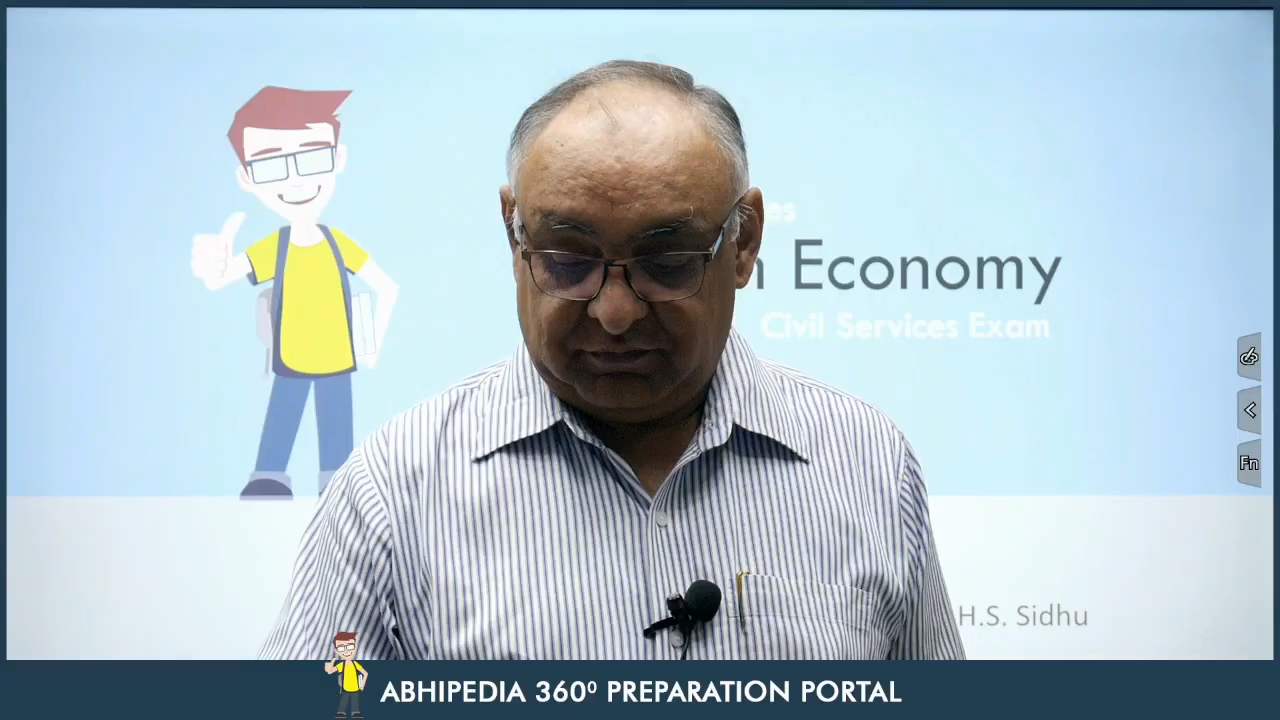 Economy
Civil Services Exam
Fn
H.S. Sidhu
ABHIPEDIA 360⁰ PREPARATION PORTAL